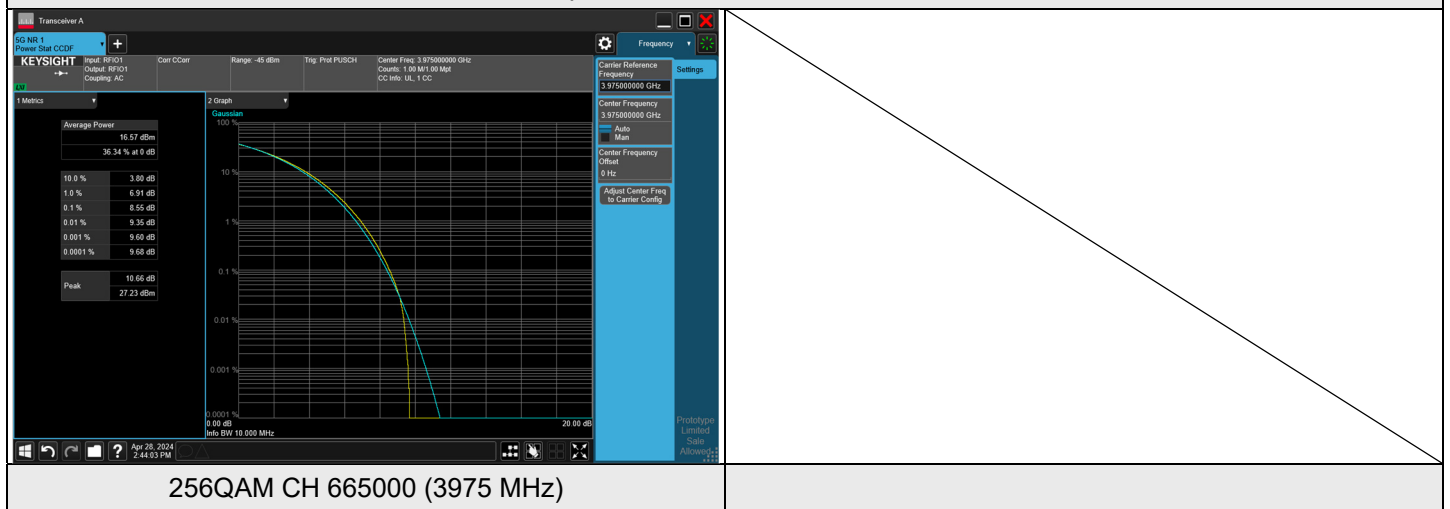 Transceiver A
5G NR 1
Power Stat CCDF
Frequency
KEYSIGHT
LXI
Input: RFIO1
Output: RFIO1
Coupling: AC
Corr CCorr
Range: -45 dBm
Trig: Prot PUSCH
Center Freq: 3.975000000 GHz
Counts: 1.00 M/1.00 Mpt
CC Info: UL, 1 CC
Carrier Reference
Frequency
3.975000000 GHz
Settings
Center Frequency
3.975000000 GHz
Auto
Man
Center Frequency
Offset
0 Hz
Adjust Center Freq
to Carrier Config
1 Metrics
Average Power
16.57 dBm
36.34 % at 0 dB
10.0 % 3.80 dB
1.0 % 6.91 dB
0.1 % 8.55 dB
0.01 % 9.35 dB
0.001 % 9.60 dB
0.0001 % 9.68 dB
Peak
10.66 dB
27.23 dBm
2 Graph
Gaussian
100 %
10 %
1 %
0.1 %
0.01 %
0.001 %
0.0001 %
0.00 dB
20.00 dB
Info BW 10.000 MHz
Prototype
Limited
Sale
Allowed
?
Apr 28, 2024
2:44:03 PM
256QAM CH 665000 (3975 MHz)